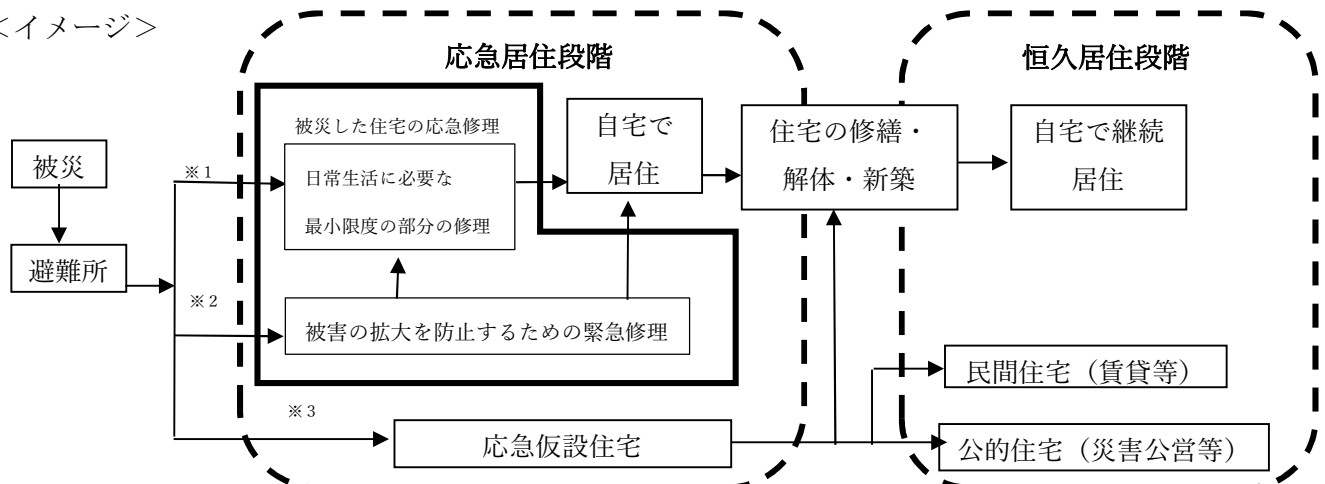 <イメージ>
応急居住段階
恒久居住段階
被災
避難所
※1
※2
※3
被災した住宅の応急修理
日常生活に必要な
最小限度の部分の修理
被害の拡大を防止するための緊急修理
自宅で
居住
住宅の修繕・
解体・新築
自宅で継続
居住
応急仮設住宅
民間住宅（賃貸等）
公的住宅（災害公営等）